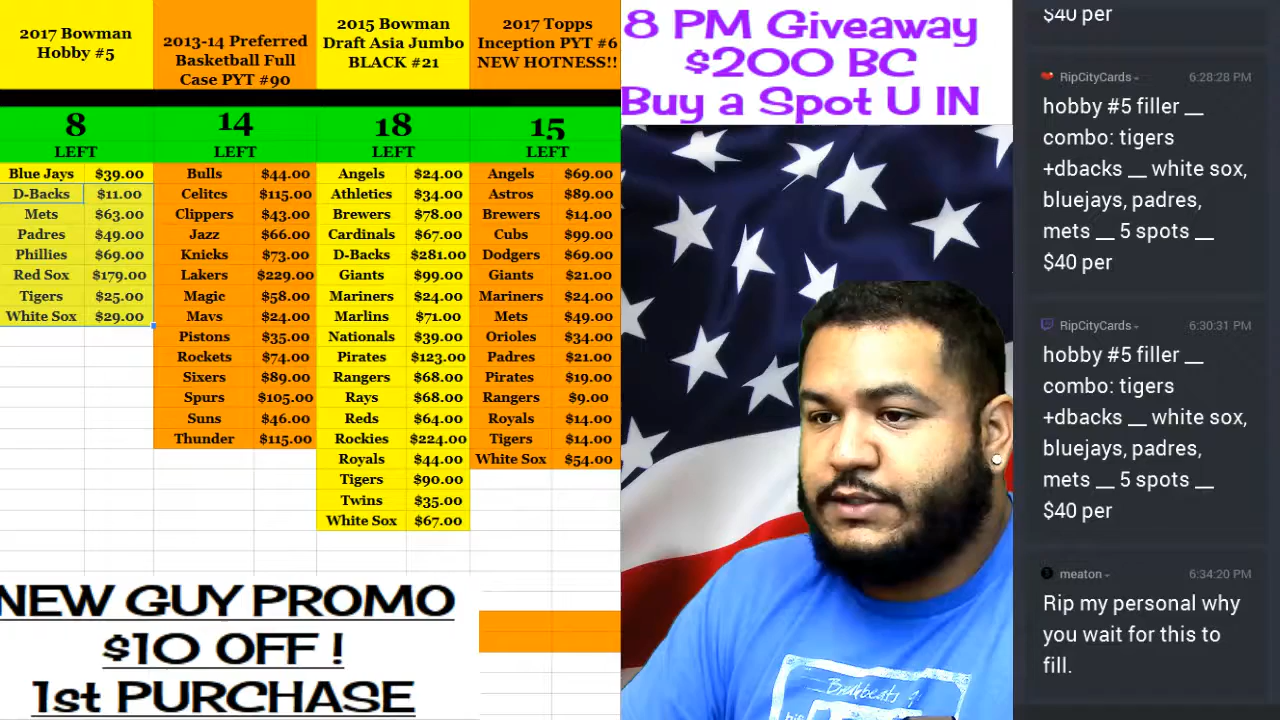 2017 Bowman
Hobby #5
8
LEFT
Blue Jays $39.00
D-Backs $11.00
Mets $63.00
Padres $49.00
Phillies $69.00
Red Sox $179.00
Tigers $25.00
White Sox $29.00
2013-14 Preferred
Basketball Full
Case PYT #90
14
LEFT
Bulls $44.00
Celitcs $115.00
Clippers $43.00
Jazz $66.00
Knicks $73.00
Lakers $229.00
Magic $58.00
Mavs $24.00
Pistons $35.00
Rockets $74.00
Sixers $89.00
Spurs $105.00
Suns $46.00
Thunder $115.00
2015 Bowman
Draft Asia Jumbo
BLACK #21
18
LEFT
Angels $24.00
Athletics $34.00
Brewers $78.00
Cardinals $67.00
D-Backs $281.00
Giants $99.00
Mariners $24.00
Marlins $71.00
Nationals $39.00
Pirates $123.00
Rangers $68.00
Rays $68.00
Reds $64.00
Rockies $224.00
Royals $44.00
Tigers $90.00
Twins $35.00
White Sox $67.00
2017 Topps
Inception PYT #6
NEW HOTNESS!!
15
LEFT
Angels $69.00
Astros $89.00
Brewers $14.00
Cubs $99.00
Dodgers $69.00
Giants $21.00
Mariners $24.00
Mets $49.00
Orioles $34.00
Padres $21.00
Pirates $19.00
Rangers $9.00
Royals $14.00
Tigers $14.00
White Sox $54.00
NEW GUY PROMO
$10 OFF !
1st PURCHASE
8 PM Giveaway
$200 BC
Buy a Spot U IN
$40 per
RipCityCards 6:28:28 PM
hobby #5 filler __
combo: tigers
+dbacks __ white sox,
bluejays, padres,
mets __ 5 spots __
$40 per
RipCityCards 6:30:31 PM
hobby #5 filler __
combo: tigers
+dbacks __ white sox,
bluejays, padres,
mets __ 5 spots __
$40 per
meaton 6:34:20 PM
Rip my personal why
you wait for this to
fill.